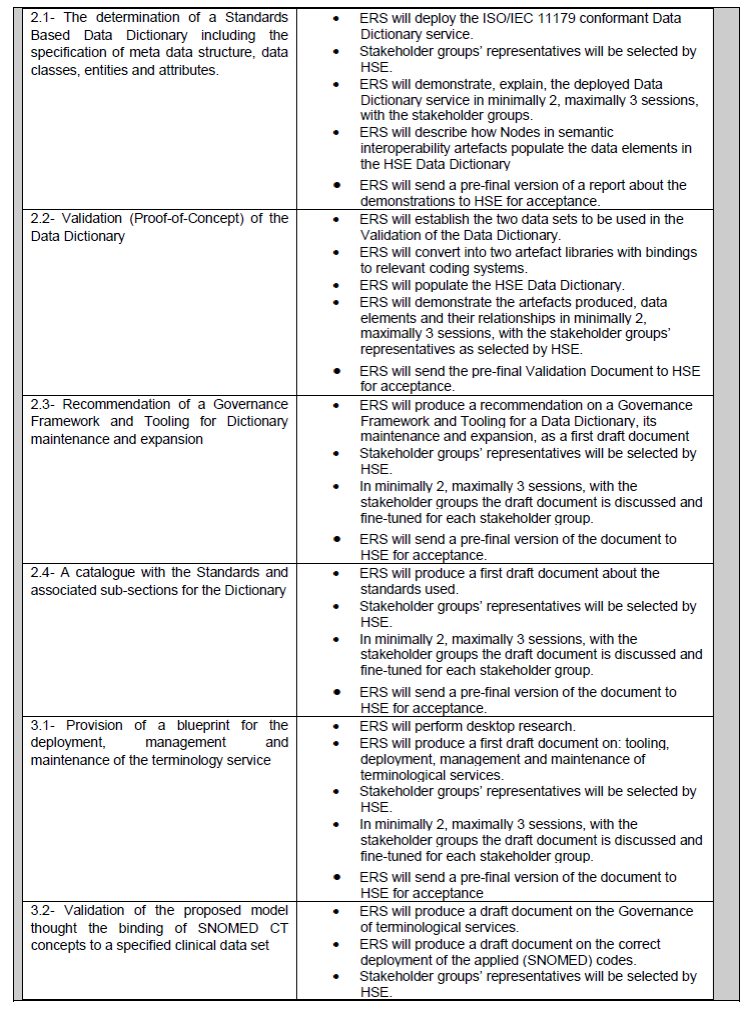 2.1- The determination of a Standards
Based Data Dictionary including the
specification of meta data structure, data
classes, entities and attributes.
• ERS will deploy the ISO/IEC 11179 conformant Data
Dictionary service.
• Stakeholder groups' representatives will be selected by
HSE.
• ERS will demonstrate, explain, the deployed Data
Dictionary service in minimally 2, maximally 3 sessions,
with the stakeholder groups.
• ERS will describe how Nodes in semantic
interoperability artefacts populate the data elements in
the HSE Data Dictionary
• ERS will send a pre-final version of a report about the
demonstrations to HSE for acceptance.
2.2- Validation (Proof-of-Concept) of the
Data Dictionary
• ERS will establish the two data sets to be used in the
Validation of the Data Dictionary.
• ERS will convert into two artefact libraries with bindings
to relevant coding systems.
• ERS will populate the HSE Data Dictionary.
• ERS will demonstrate the artefacts produced, data
elements and their relationships in minimally 2,
maximally 3 sessions, with the stakeholder groups'
representatives as selected by HSE.
• ERS will send the pre-final Validation Document to HSE
for acceptance.
2.3- Recommendation of a Governance
Framework and Tooling for Dictionary
maintenance and expansion
• ERS will produce a recommendation on a Governance
Framework and Tooling for a Data Dictionary, its
maintenance and expansion, as a first draft document
• Stakeholder groups' representatives will be selected by
HSE.
• In minimally 2, maximally 3 sessions, with the
stakeholder groups the draft document is discussed and
fine-tuned for each stakeholder group.
• ERS will send a pre-final version of the document to
HSE for acceptance.
2.4- A catalogue with the Standards and
associated sub-sections for the Dictionary
• ERS will produce a first draft document about the
standards used.
• Stakeholder groups' representatives will be selected by
HSE.
• In minimally 2, maximally 3 sessions, with the
stakeholder groups the draft document is discussed and
fine-tuned for each stakeholder group.
• ERS will send a pre-final version of the document to
HSE for acceptance.
3.1- Provision of a blueprint for the
deployment, management and
maintenance of the terminology service
• ERS will perform desktop research.
• ERS will produce a first draft document on: tooling,
deployment, management and maintenance of
terminological services.
• Stakeholder groups' representatives will be selected by
HSE.
• In minimally 2, maximally 3 sessions, with the
stakeholder groups the draft document is discussed and
fine-tuned for each stakeholder group.
• ERS will send a pre-final version of the document to
HSE for acceptance
3.2- Validation of the proposed model
thought the binding of SNOMED CT
concepts to a specified clinical data set
• ERS will produce a draft document on the Governance
of terminological services.
• ERS will produce a draft document on the correct
deployment of the applied (SNOMED) codes.
• Stakeholder groups' representatives will be selected by
HSE.